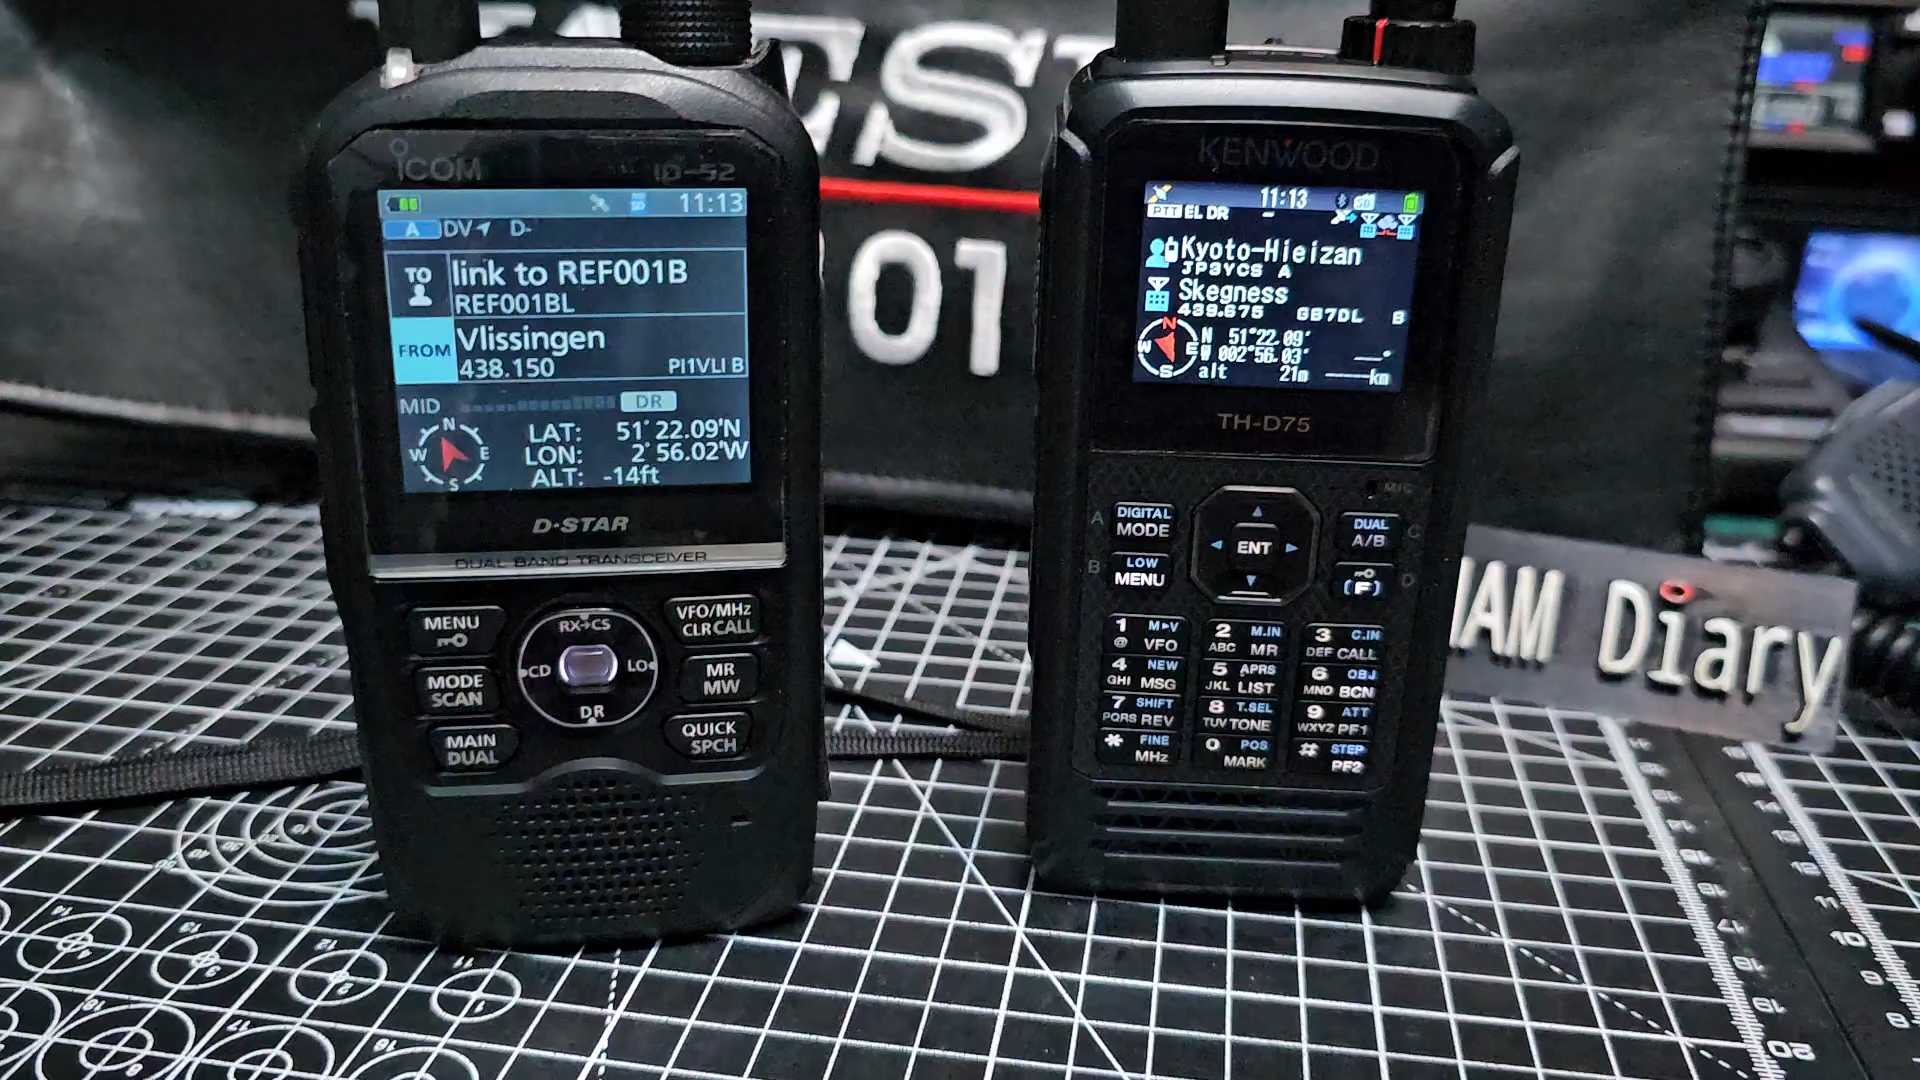 ICOM
ID-52
11:13
A DV D-
TO
link to REF001B
REF001BL
FROM
Vlissingen
438.150 PI1VLI B
MID DR
N
W E
S
LAT: 51°22.09'N
LON: 2°56.02'W
ALT: -14ft
D-STAR
DUAL BAND TRANSCEIVER
MENU
RX→CS
VFO/MHz
CLR CALL
MODE
SCAN
CD
LO
MR
MW
MAIN
DUAL
DR
QUICK
SPCH
01
KENWOOD
11:13
PTT EL DR
Kyoto-Hieizan
JP3YCS A
Skegness
439.675 GB7DL B
N
W E
S
N 51°22.09'
W 002°56.03' ---°
alt 21m -----km
TH-D75
MIC
A
DIGITAL
MODE
DUAL
A/B
C
ENT
B
LOW
MENU
(F)
D
1 M►V
@ VFO
2 M.IN
ABC MR
3 C.IN
DEF CALL
4 NEW
GHI MSG
5 APRS
JKL LIST
6 OBJ
MNO BCN
7 SHIFT
PQRS REV
8 T.SEL
TUV TONE
9 ATT
WXYZ PF1
* FINE
MHz
0 POS
MARK
# STEP
PF2
HAM Diary